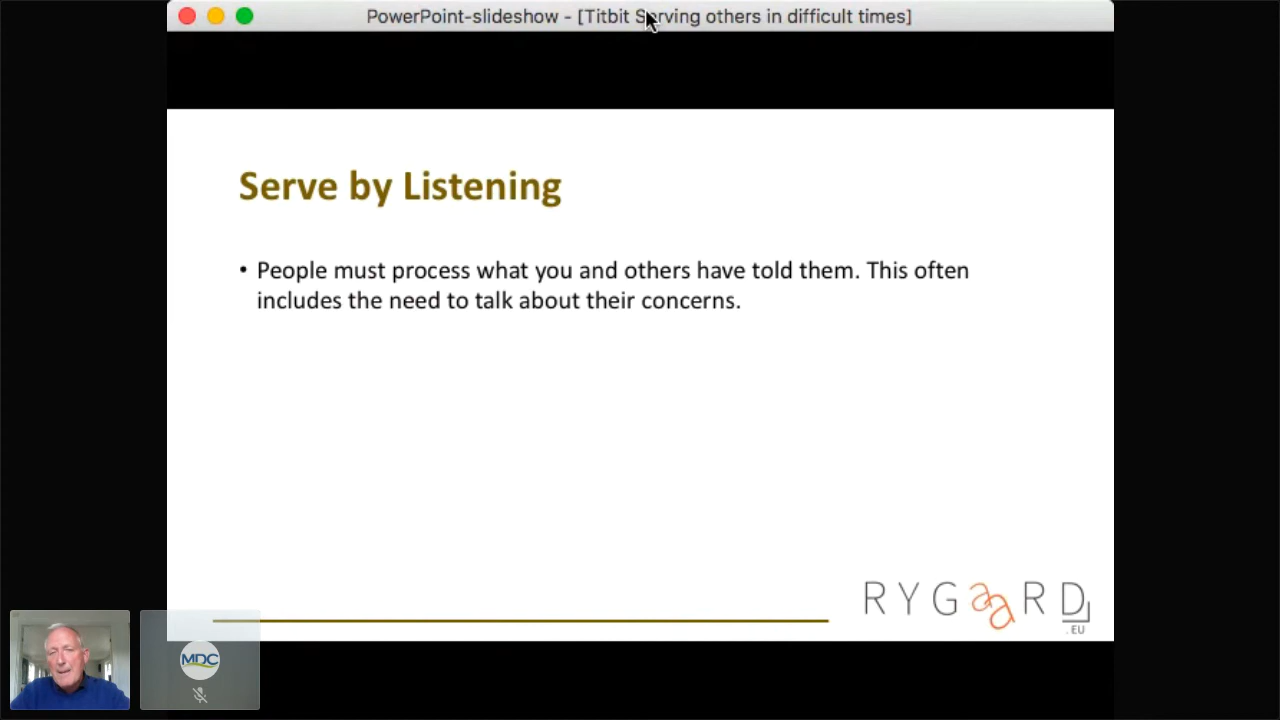 PowerPoint-slideshow - [Titbit Serving others in difficult times]
Serve by Listening
• People must process what you and others have told them. This often
includes the need to talk about their concerns.
RYGaaRD
.EU
MDC